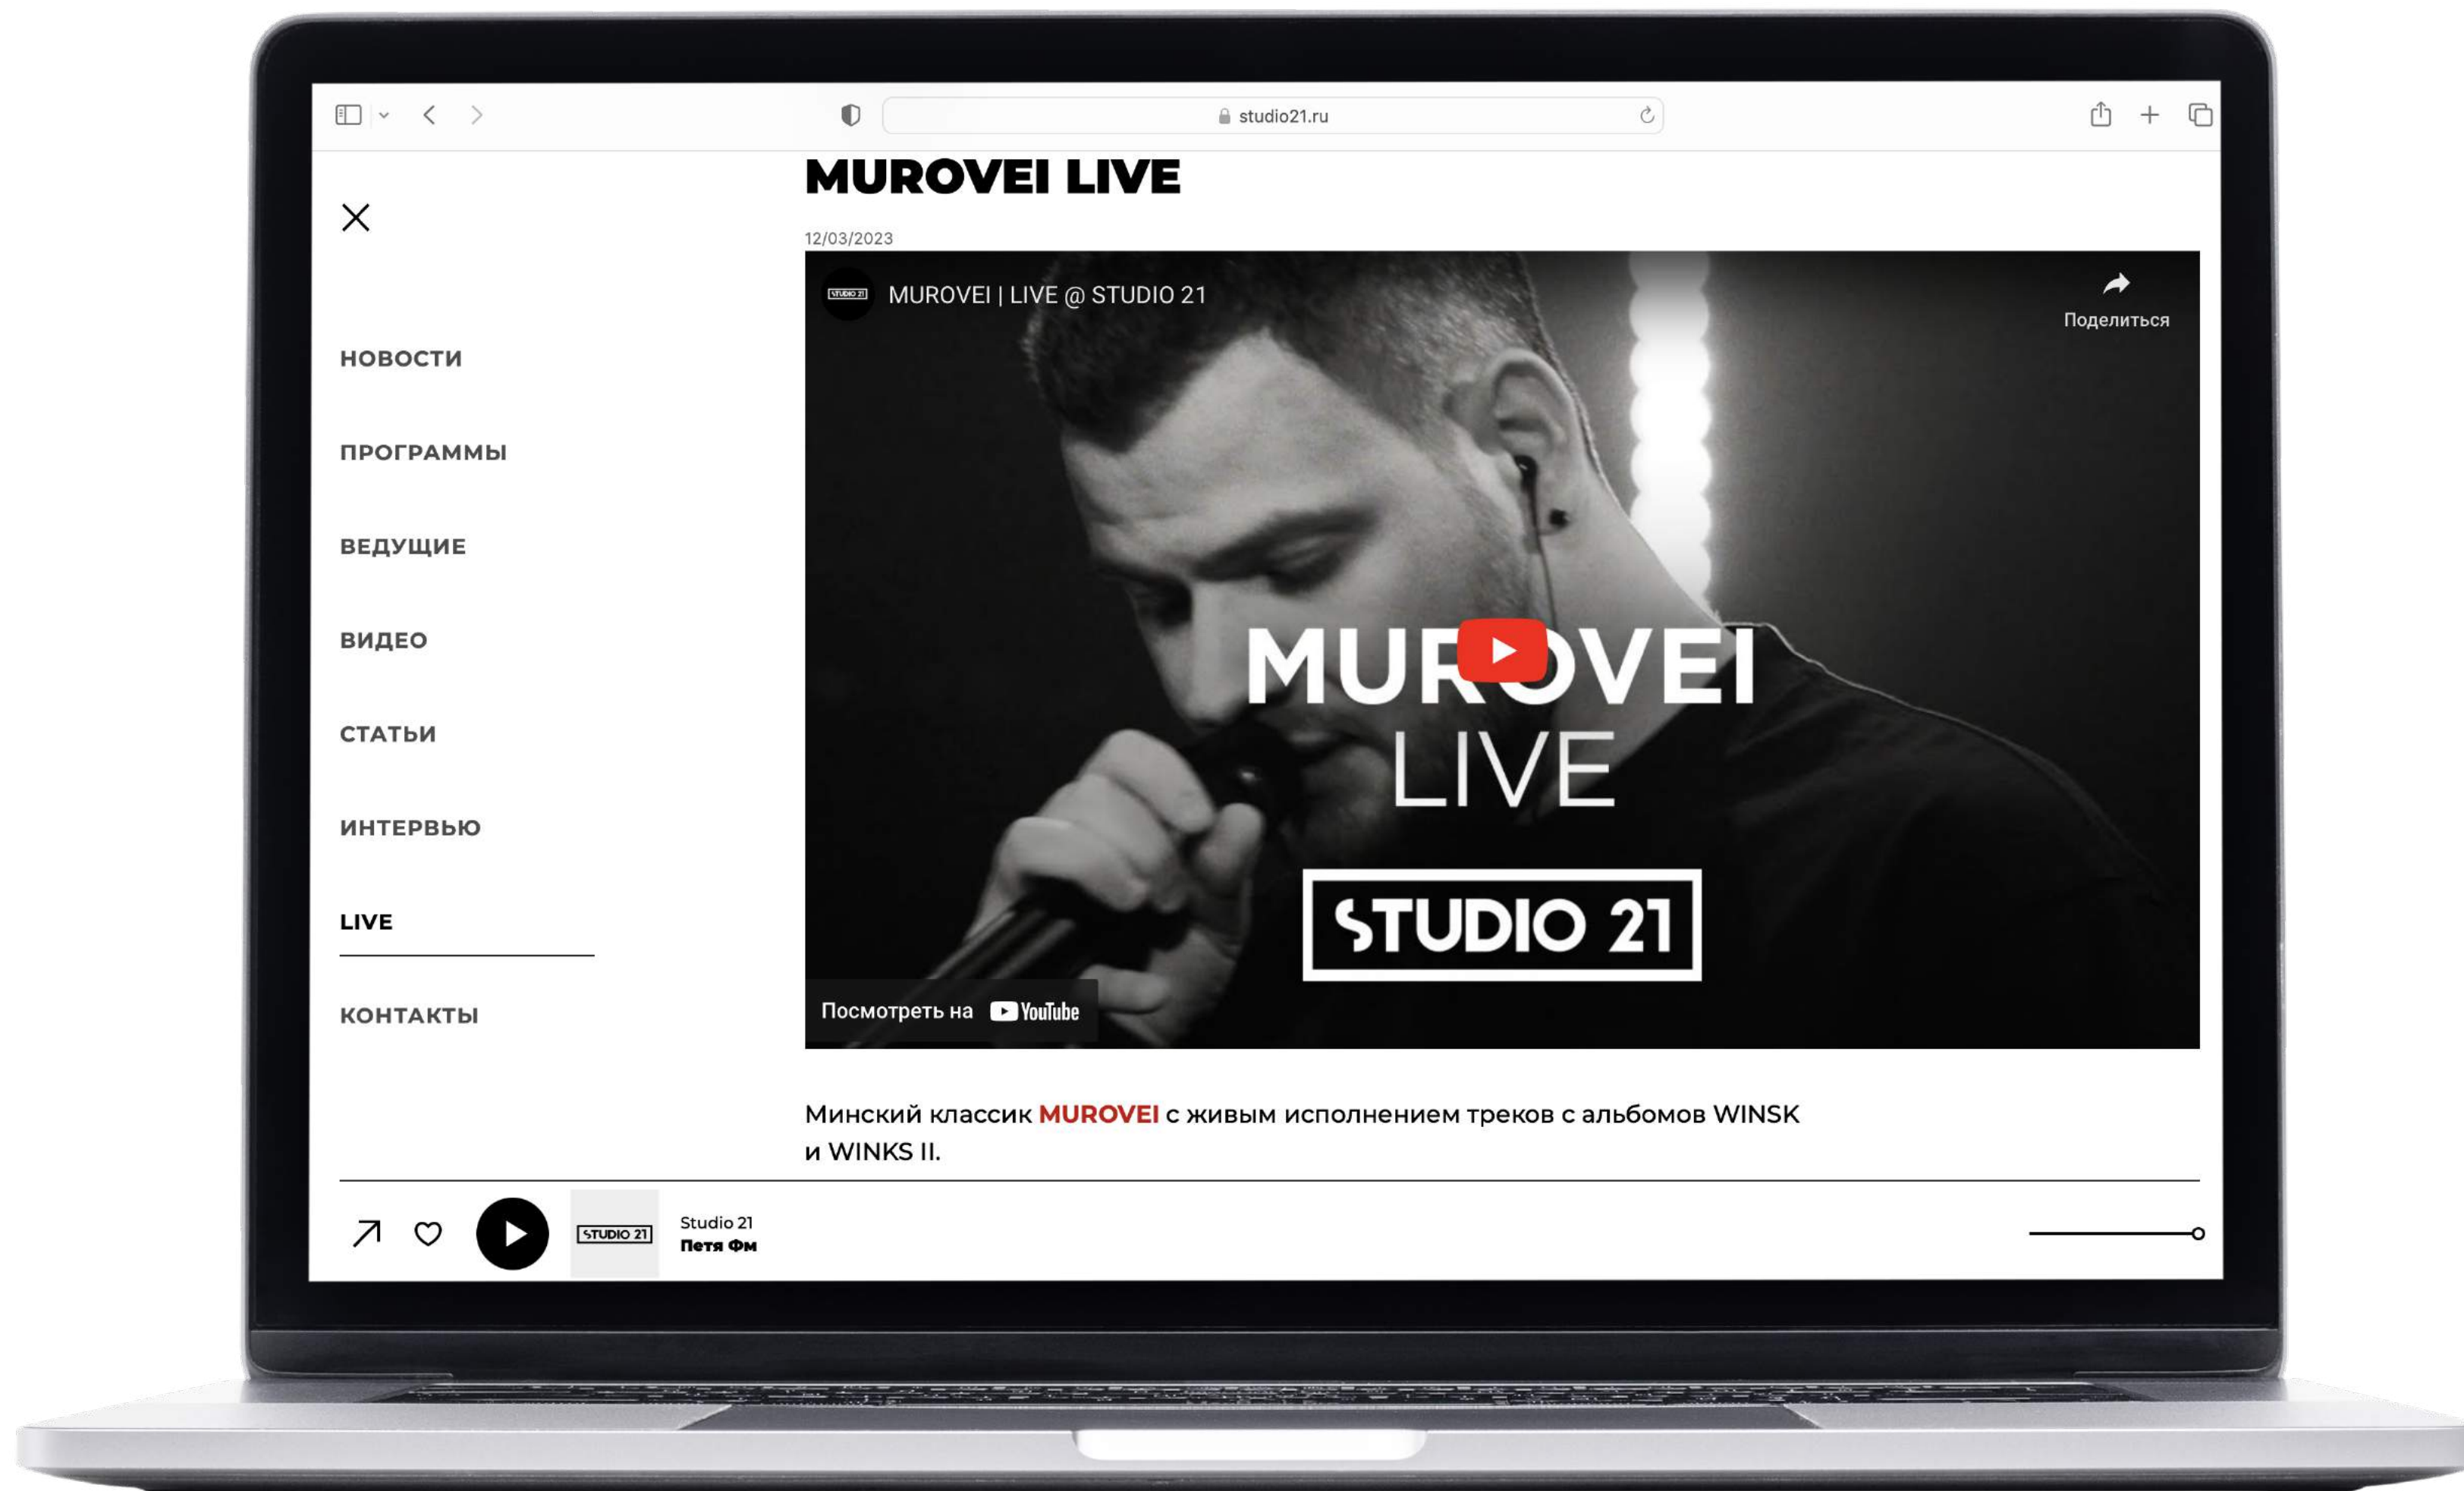 studio21.ru
MUROVEI LIVE
12/03/2023
STUDIO 21
MUROVEI | LIVE @ STUDIO 21
Поделиться
НОВОСТИ
ПРОГРАММЫ
ВЕДУЩИЕ
ВИДЕО
СТАТЬИ
ИНТЕРВЬЮ
LIVE
КОНТАКТЫ
MUROVEI
LIVE
STUDIO 21
Посмотреть на YouTube
Минский классик MUROVEI с живым исполнением треков с альбомов WINSK
и WINKS II.
STUDIO 21
Studio 21
Петя Фм